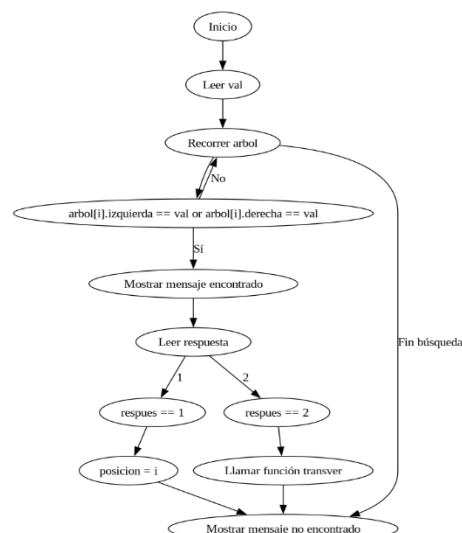 Inicio
Leer val
Recorrer arbol
No
arbol[i].izquierda == val or arbol[i].derecha == val
Sí
Mostrar mensaje encontrado
Leer respuesta
Fin búsqueda
1
2
respues == 1
respues == 2
posicion = i
Llamar función transver
Mostrar mensaje no encontrado